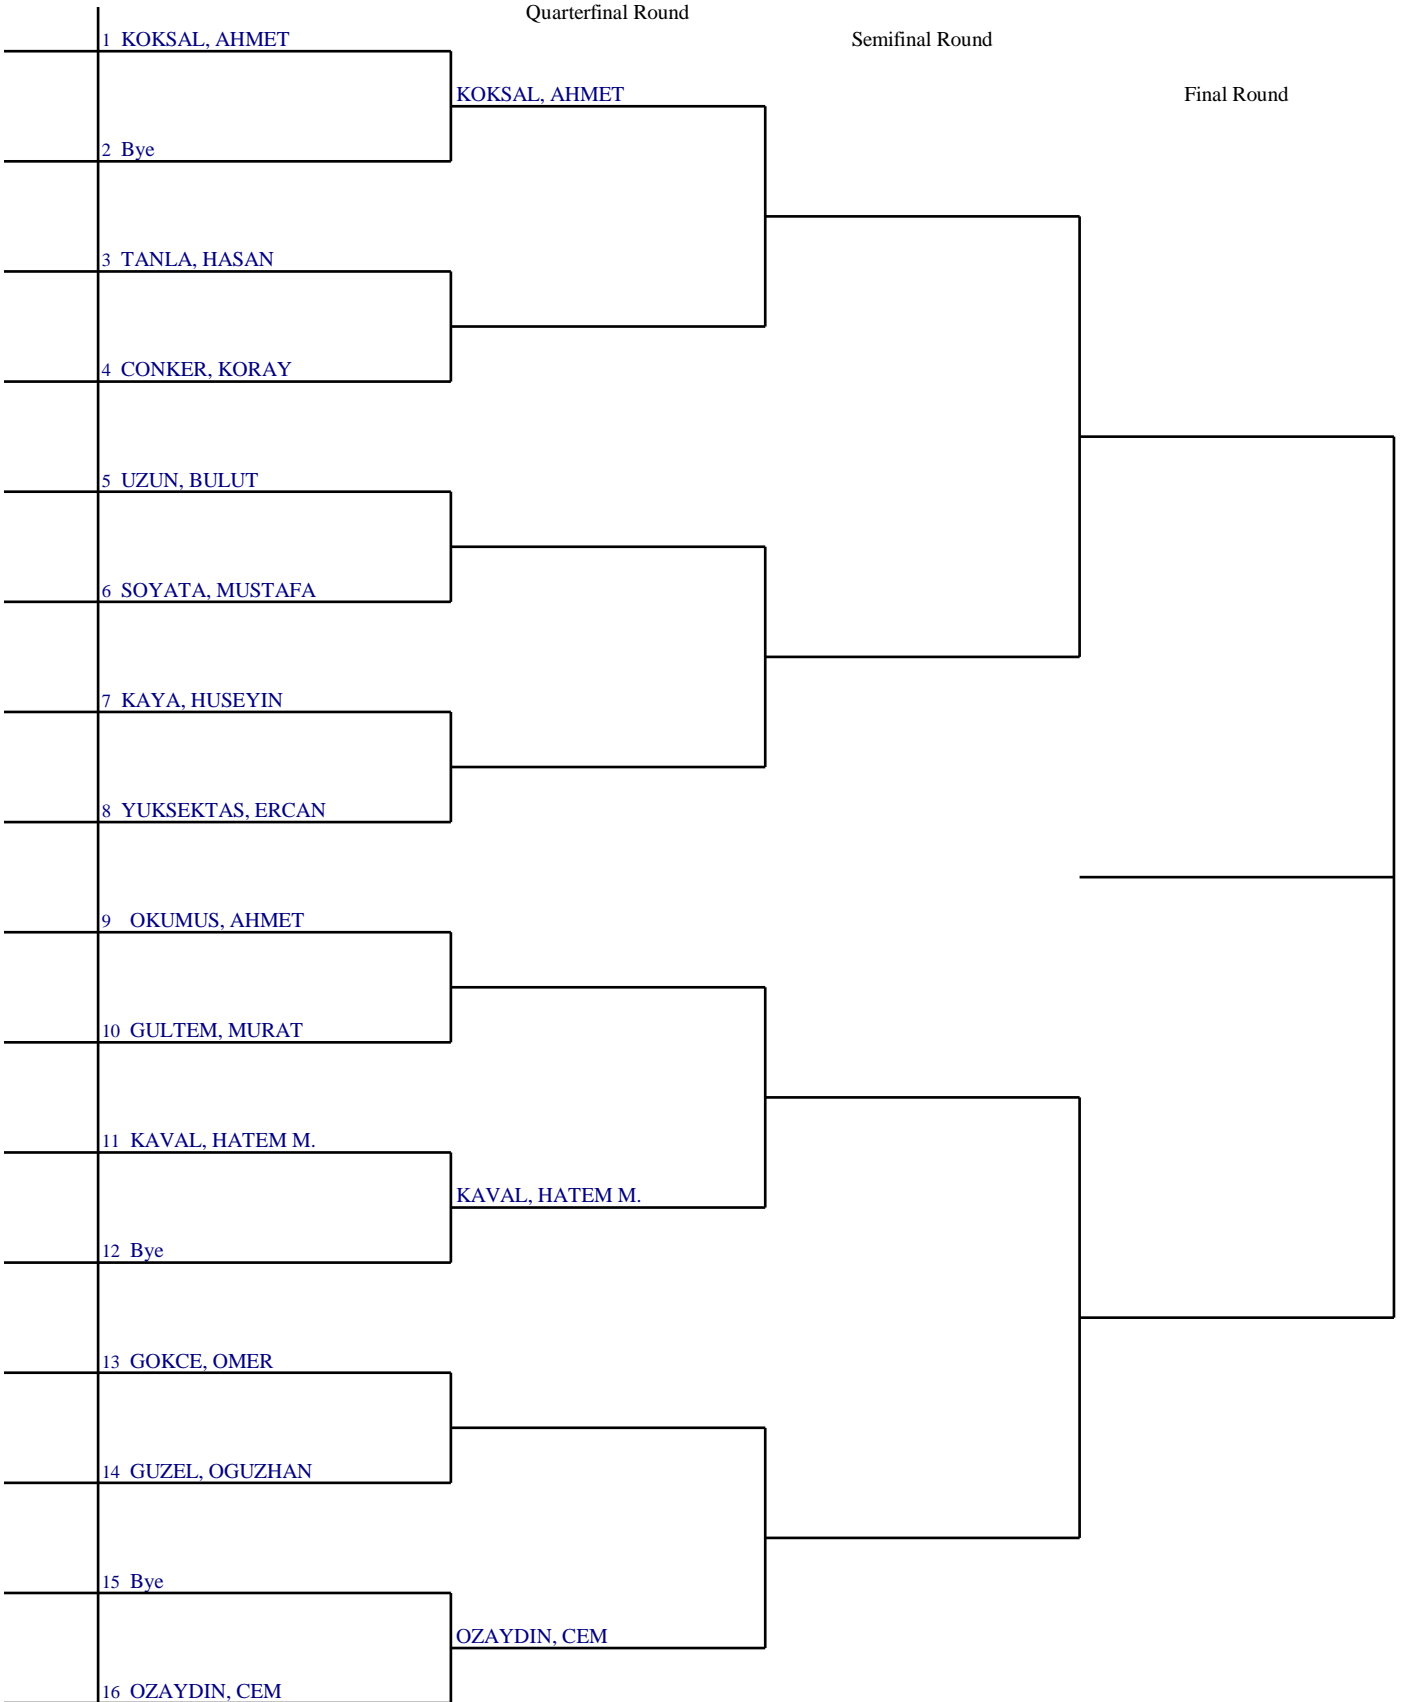 Quarterfinal Round
Semifinal Round
Final Round
1 KOKSAL, AHMET
KOKSAL, AHMET
2 Bye
3 TANLA, HASAN
4 CONKER, KORAY
5 UZUN, BULUT
6 SOYATA, MUSTAFA
7 KAYA, HUSEYIN
8 YUKSEKTAS, ERCAN
9 OKUMUS, AHMET
10 GULTEM, MURAT
11 KAVAL, HATEM M.
KAVAL, HATEM M.
12 Bye
13 GOKCE, OMER
14 GUZEL, OGUZHAN
15 Bye
OZAYDIN, CEM
16 OZAYDIN, CEM